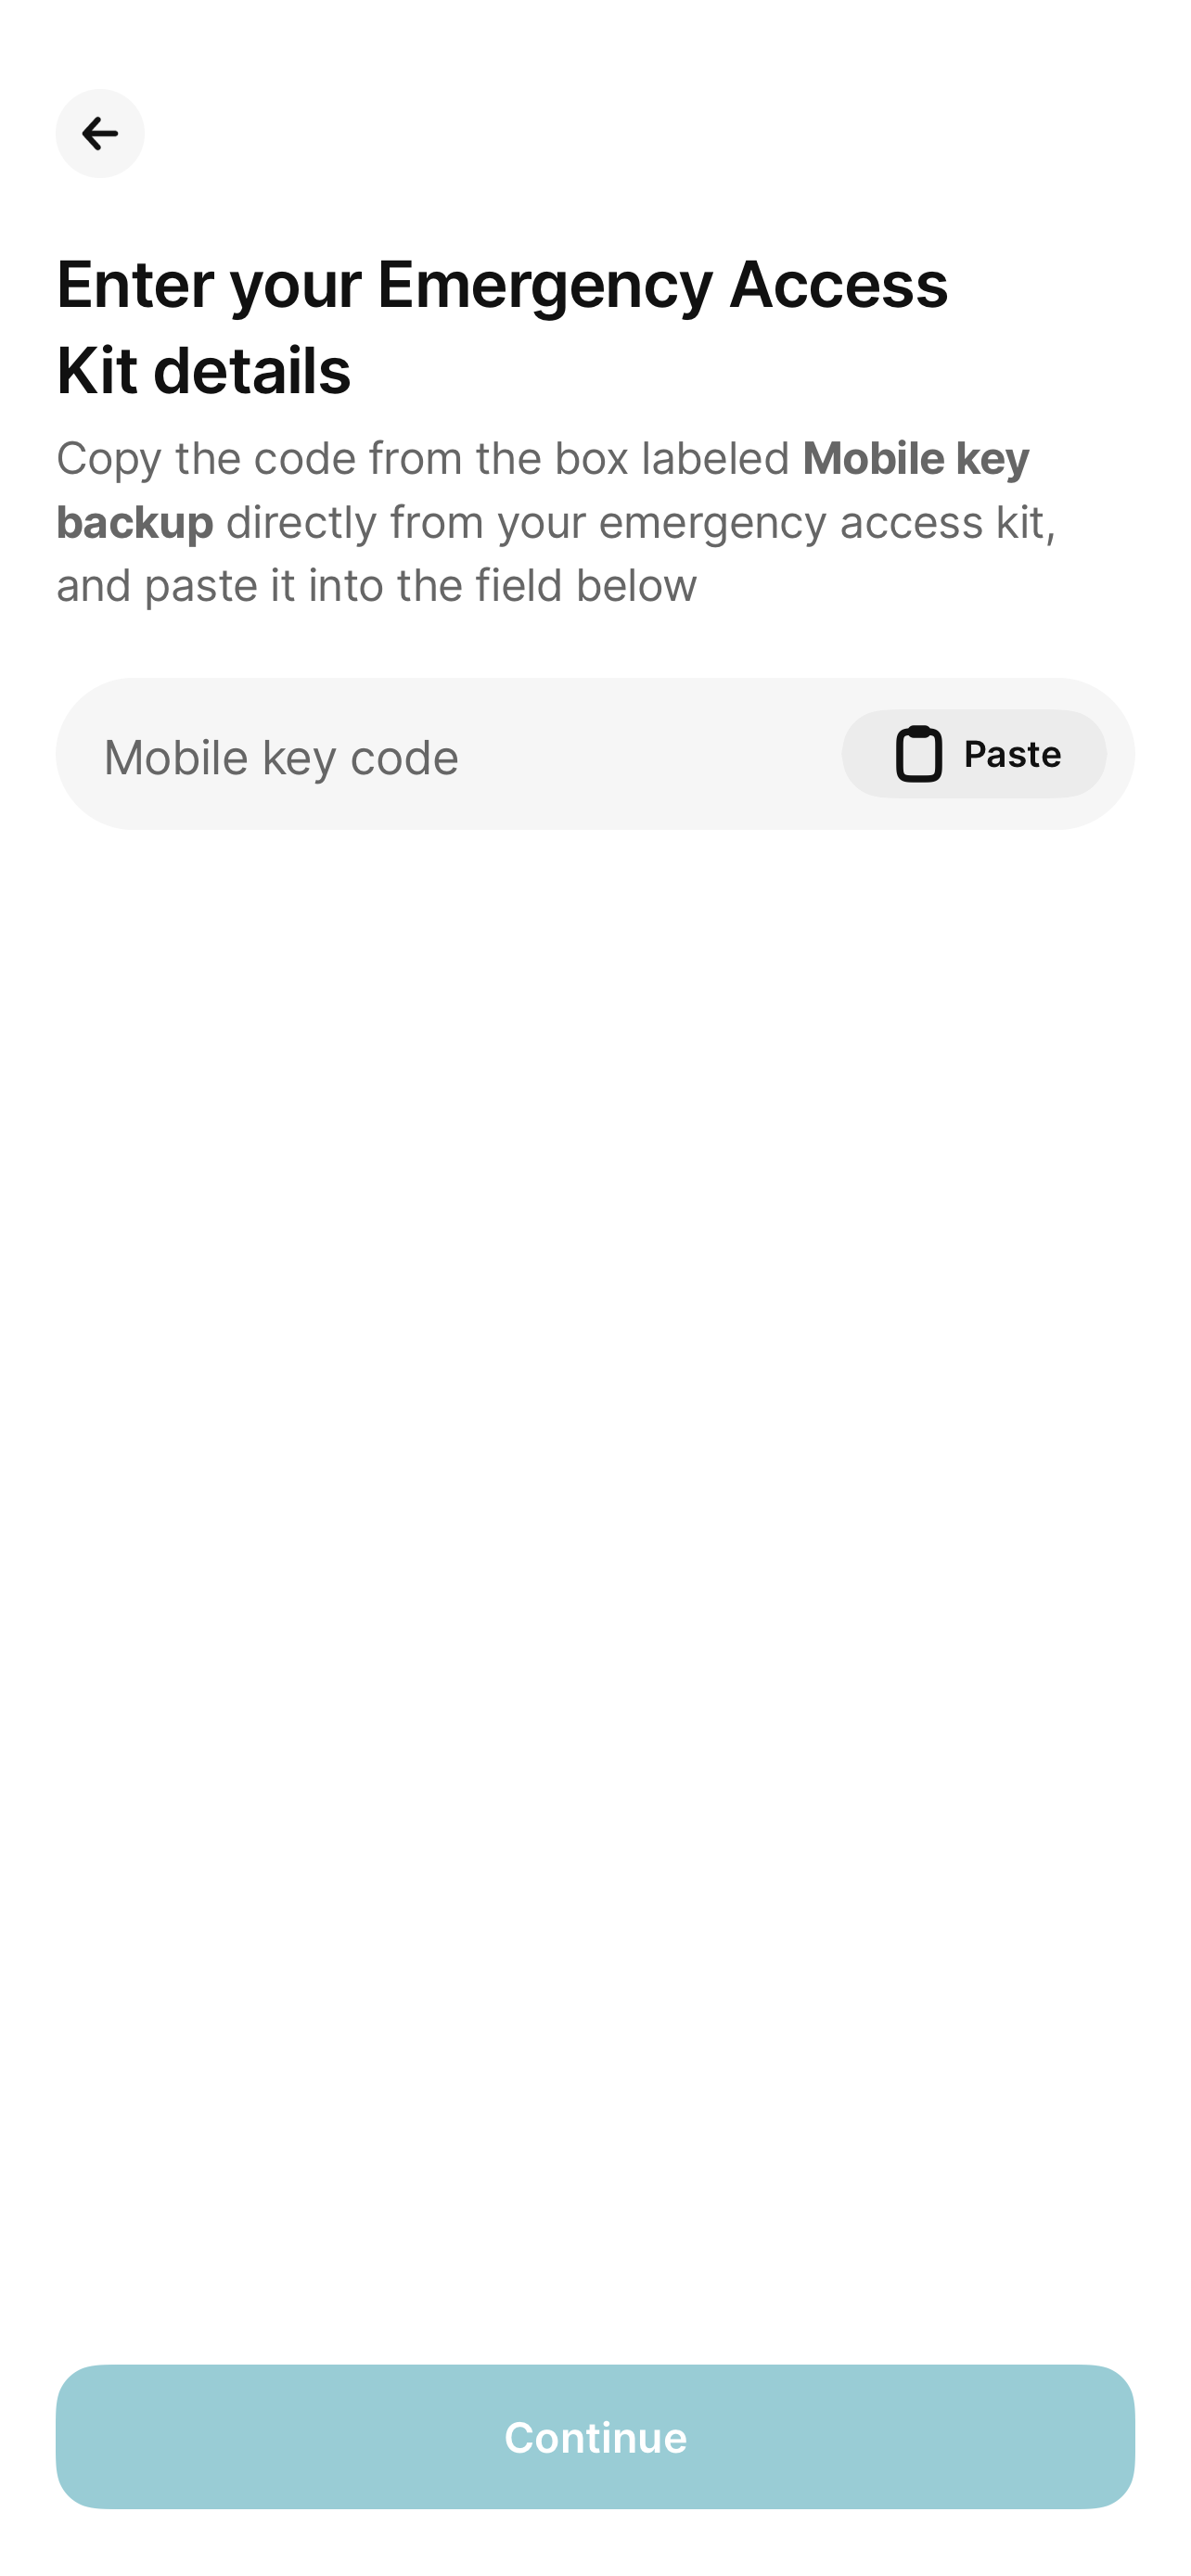 Enter your Emergency Access
Kit details
Copy the code from the box labeled Mobile key
backup directly from your emergency access kit,
and paste it into the field below
Mobile key code
Paste
Continue